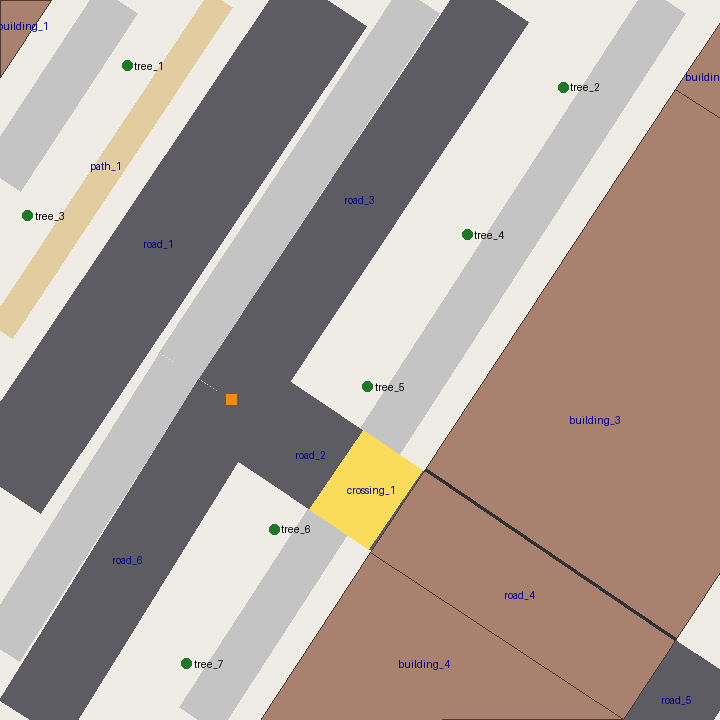 building_1
tree_1
buildin
tree_2
path_1
road_3
tree_3
tree_4
road_1
tree_5
building_3
road_2
crossing_1
tree_6
road_6
road_4
tree_7
building_4
road_5